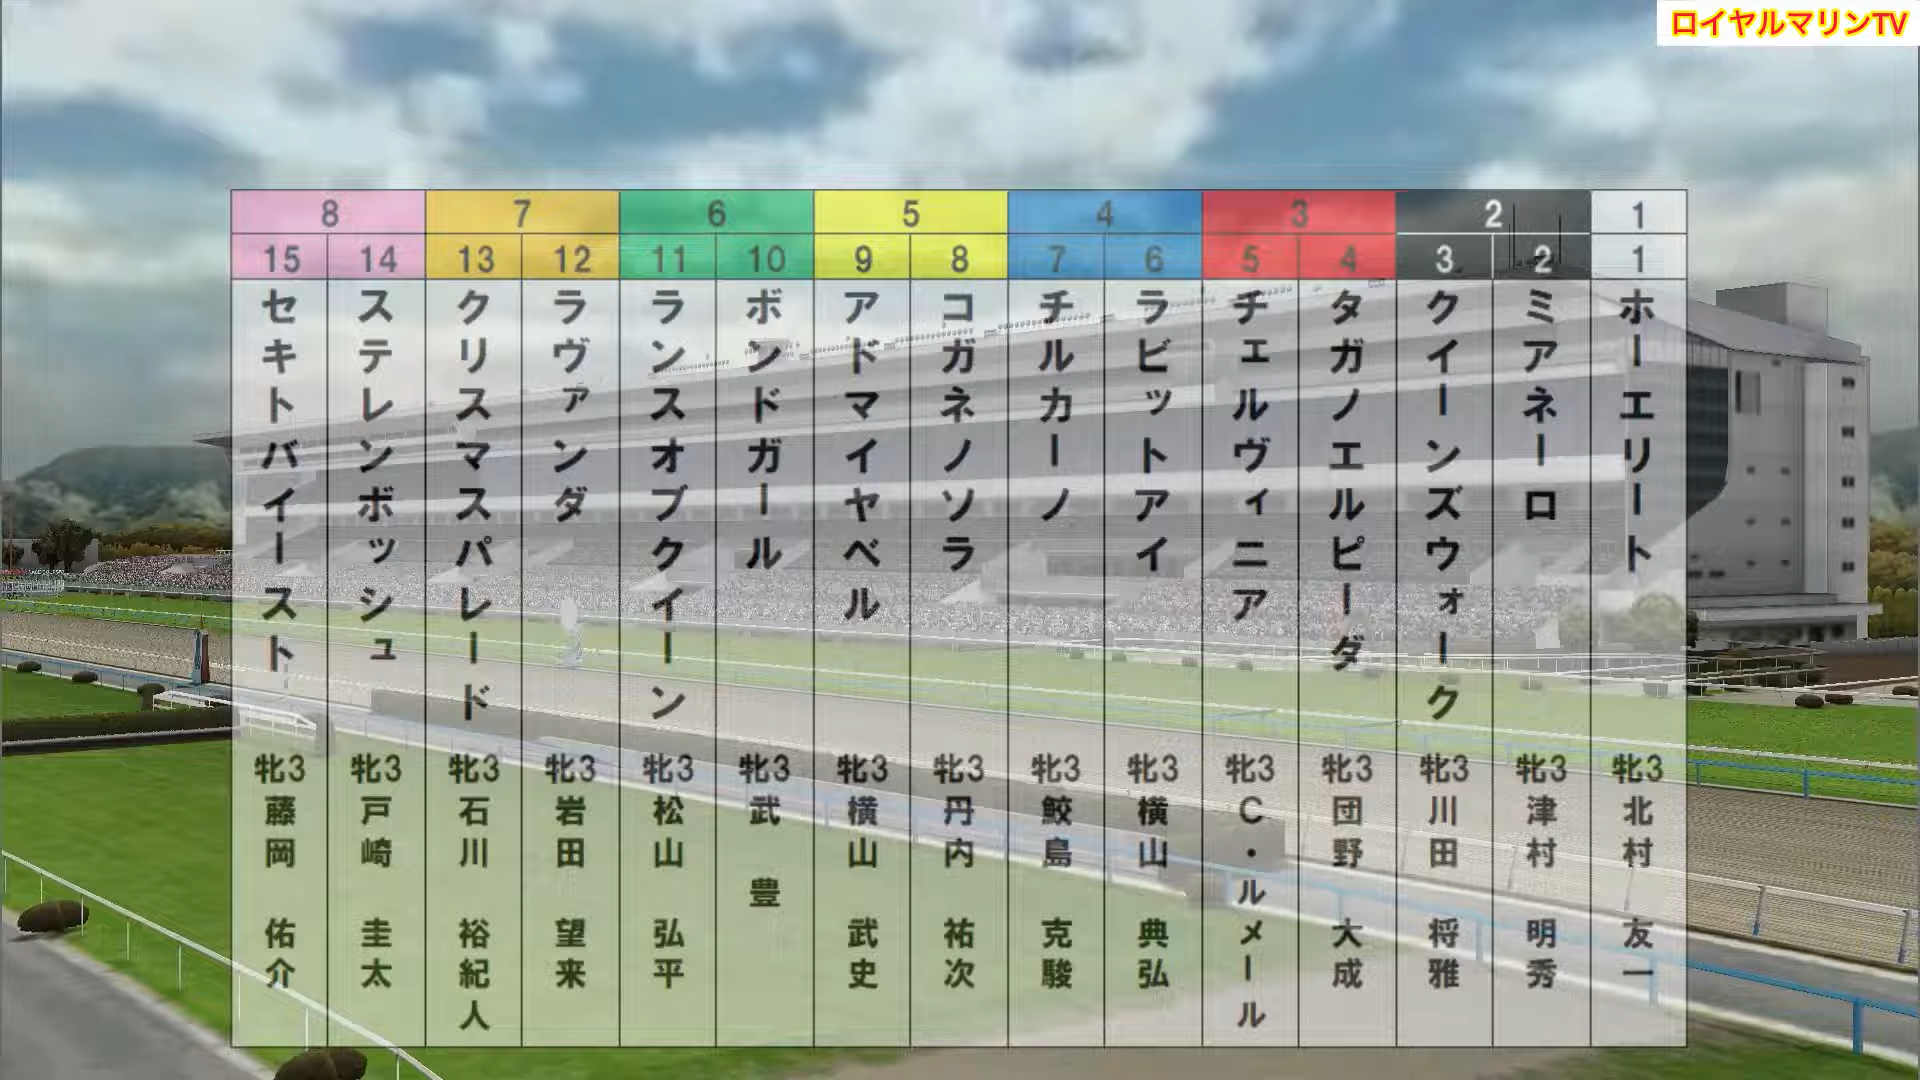 ロイヤルマリンTV
1
1
ホーエリート
牝3
北村 友一
2
2
ミアネーロ
牝3
津村 明秀
3
クイーンズウォーク
牝3
川田 将雅
3
4
タガノエルピーダ
牝3
団野 大成
5
チェルヴィニア
牝3
C・ルメール
4
6
ラビットアイ
牝3
横山 典弘
7
チルカーノ
牝3
鮫島 克駿
5
8
コガネノソラ
牝3
丹内 祐次
9
アドマイヤベル
牝3
横山 武史
6
10
ボンドガール
牝3
武 豊
11
ランスオブクイーン
牝3
松山 弘平
7
12
ラヴァンダ
牝3
岩田 望来
13
クリスマスパレード
牝3
石川 裕紀人
8
14
ステレンボッシュ
牝3
戸崎 圭太
15
セキトバイースト
牝3
藤岡 佑介